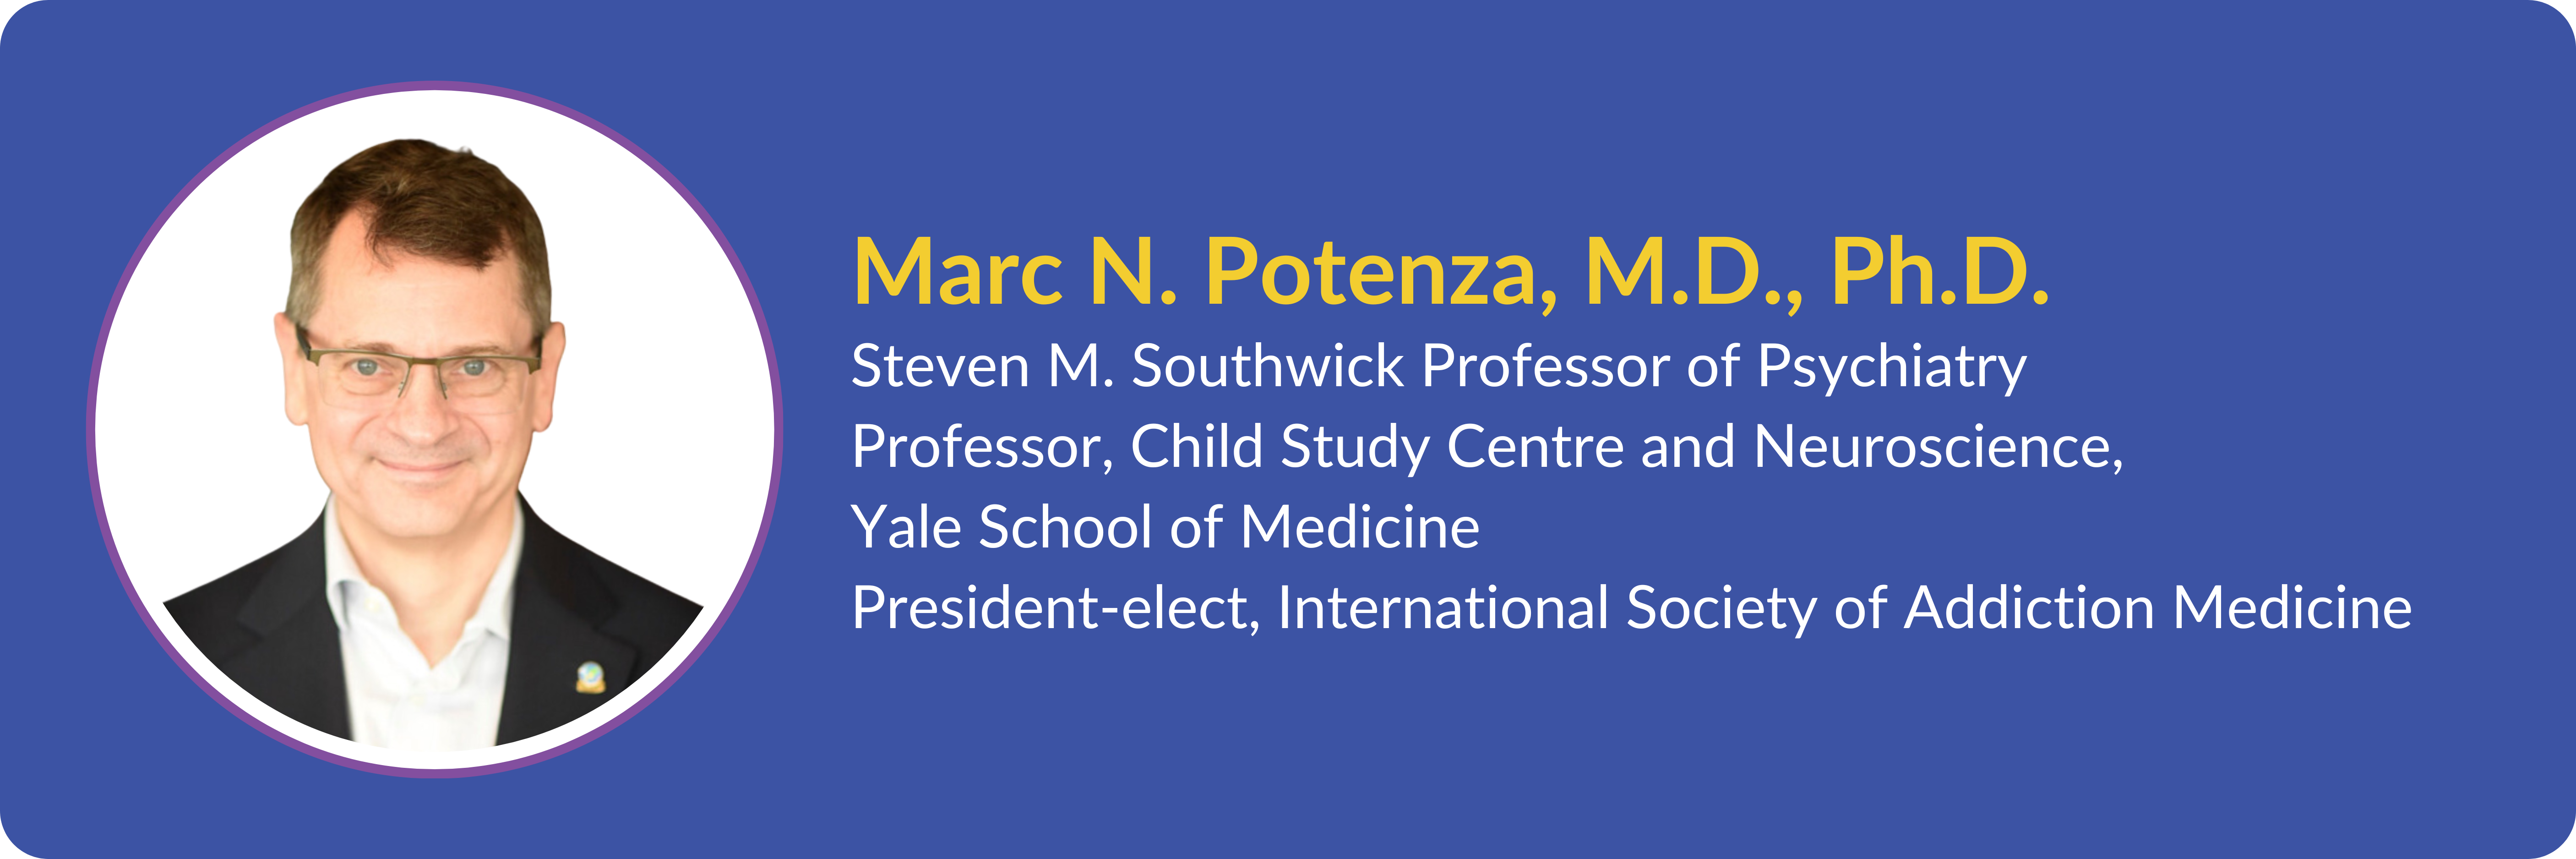 Marc N. Potenza, M.D., Ph.D.
Steven M. Southwick Professor of Psychiatry
Professor, Child Study Centre and Neuroscience,
Yale School of Medicine
President-elect, International Society of Addiction Medicine